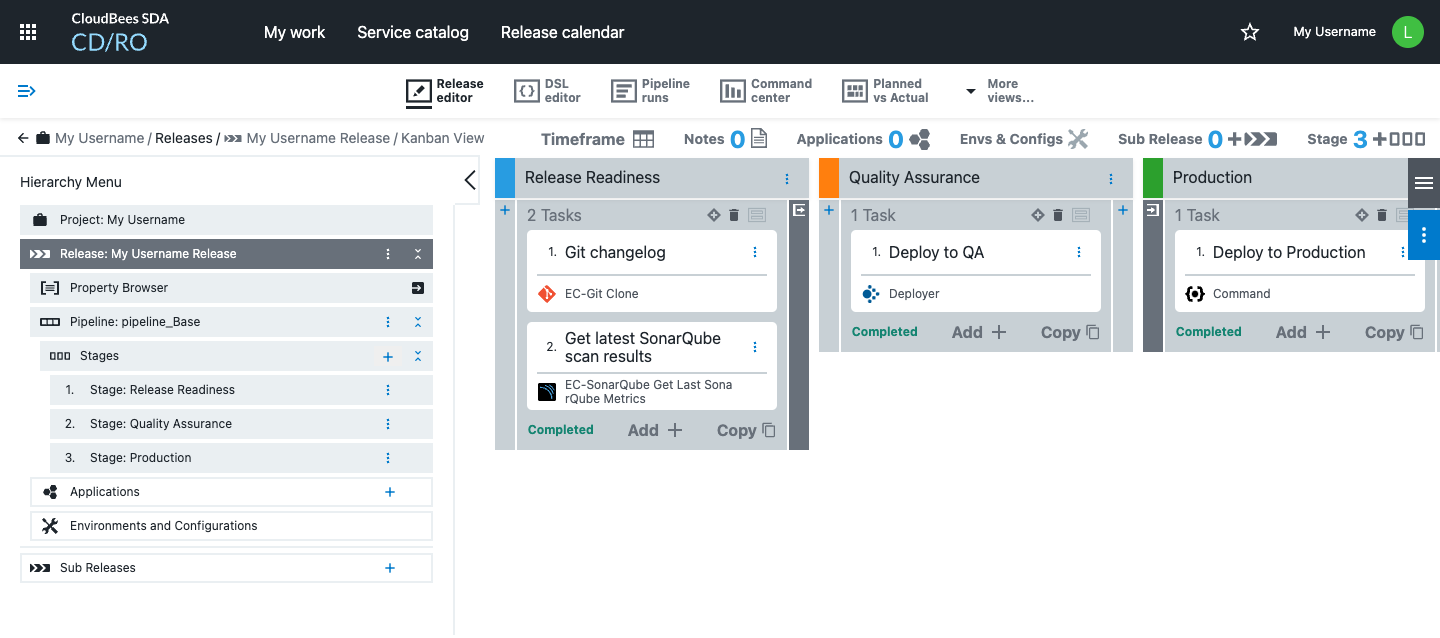 CloudBees SDA
CD/RO
My work
Service catalog
Release calendar
My Username
L
Release
editor
DSL
editor
Pipeline
runs
Command
center
Planned
vs Actual
More
views...
My Username / Releases / My Username Release / Kanban View
Timeframe
Notes 0
Applications 0
Envs & Configs
Sub Release 0
Stage 3
Hierarchy Menu
Project: My Username
Release: My Username Release
Property Browser
Pipeline: pipeline_Base
Stages
1. Stage: Release Readiness
2. Stage: Quality Assurance
3. Stage: Production
Applications
Environments and Configurations
Sub Releases
Release Readiness
2 Tasks
1. Git changelog
EC-Git Clone
2. Get latest SonarQube
scan results
EC-SonarQube Get Last Sona
rQube Metrics
Completed
Add
Copy
Quality Assurance
1 Task
1. Deploy to QA
Deployer
Completed
Add
Copy
Production
1 Task
1. Deploy to Production
Command
Completed
Add
Copy